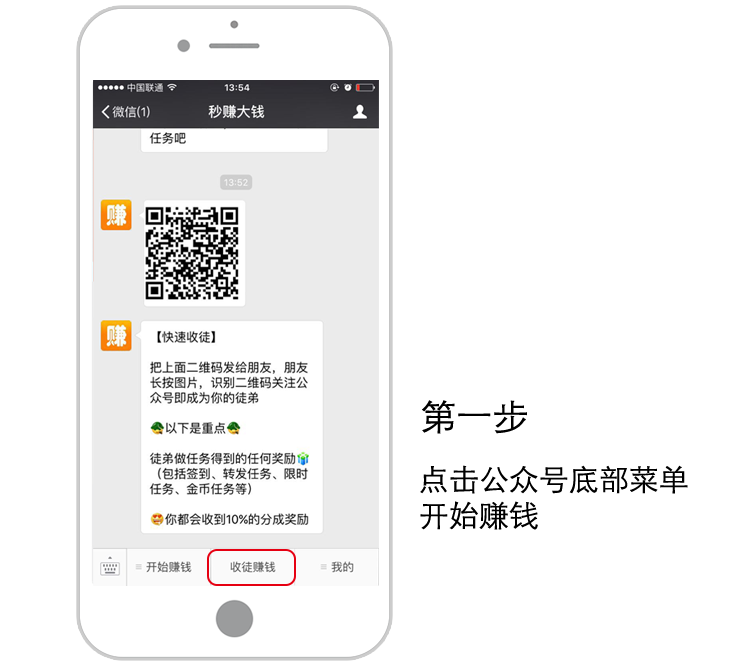 中国联通
13:54
微信(1)
秒赚大钱
任务吧
13:52
赚
赚
【快速收徒】
把上面二维码发给朋友，朋友
长按图片，识别二维码关注公
众号即成为你的徒弟
以下是重点
徒弟做任务得到的任何奖励
（包括签到、转发任务、限时
任务、金币任务等）
你都会收到10%的分成奖励
开始赚钱
收徒赚钱
我的
第一步
点击公众号底部菜单
开始赚钱